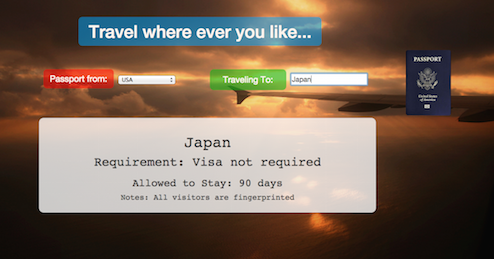 Travel where ever you like...
Passport from: USA Traveling To: Japan
PASSPORT
United States
of America
Japan
Requirement: Visa not required
Allowed to Stay: 90 days
Notes: All visitors are fingerprinted